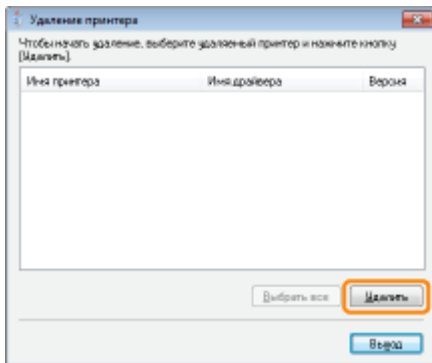 Удаление принтера
Чтобы начать удаление, выберите удаляемый принтер и нажмите кнопку
[Удалить].
Имя принтера Имя драйвера Версия
Выбрать все Удалить
Выход